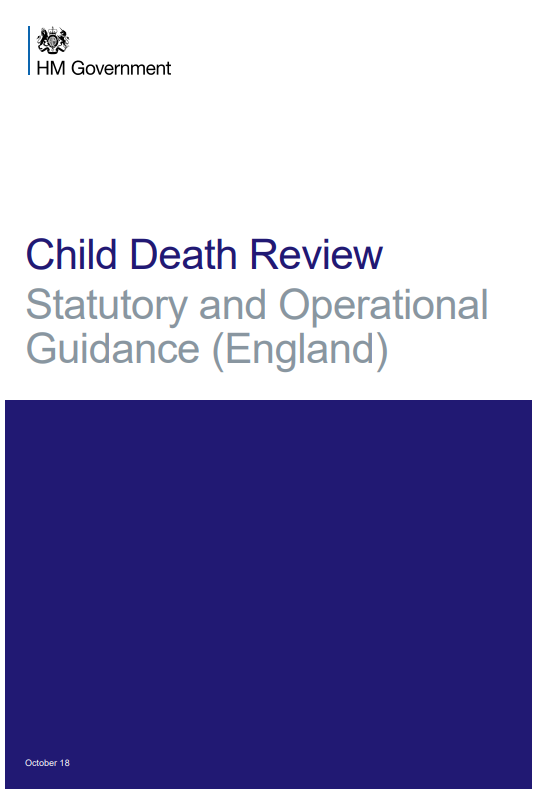 HM Government
Child Death Review
Statutory and Operational
Guidance (England)
October 18